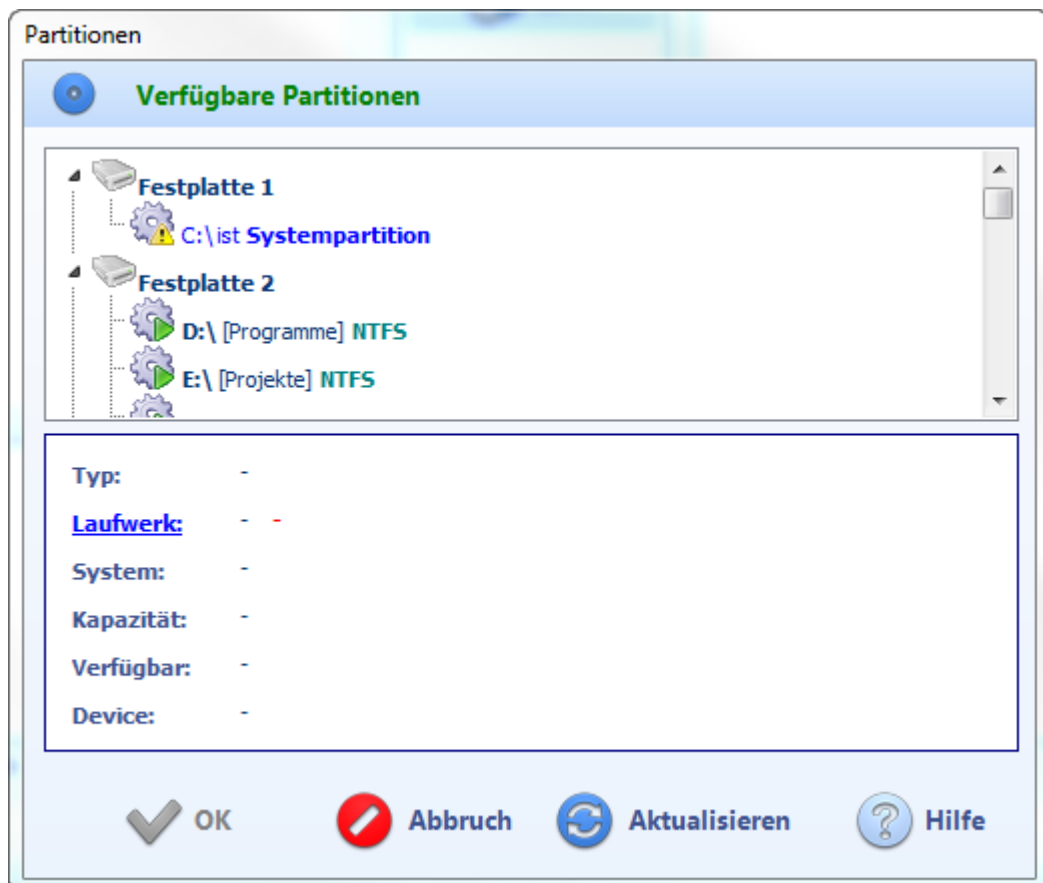 Partitionen
Verfügbare Partitionen
Festplatte 1
C:\ist Systempartition
Festplatte 2
D:\ [Programme] NTFS
E:\ [Projekte] NTFS
Typ: -
Laufwerk: - -
System: -
Kapazität: -
Verfügbar: -
Device: -
OK Abbruch Aktualisieren Hilfe